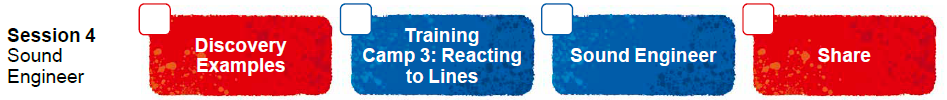 Session 4
Sound
Engineer
Discovery
Examples
Training
Camp 3: Reacting
to Lines
Sound Engineer
Share